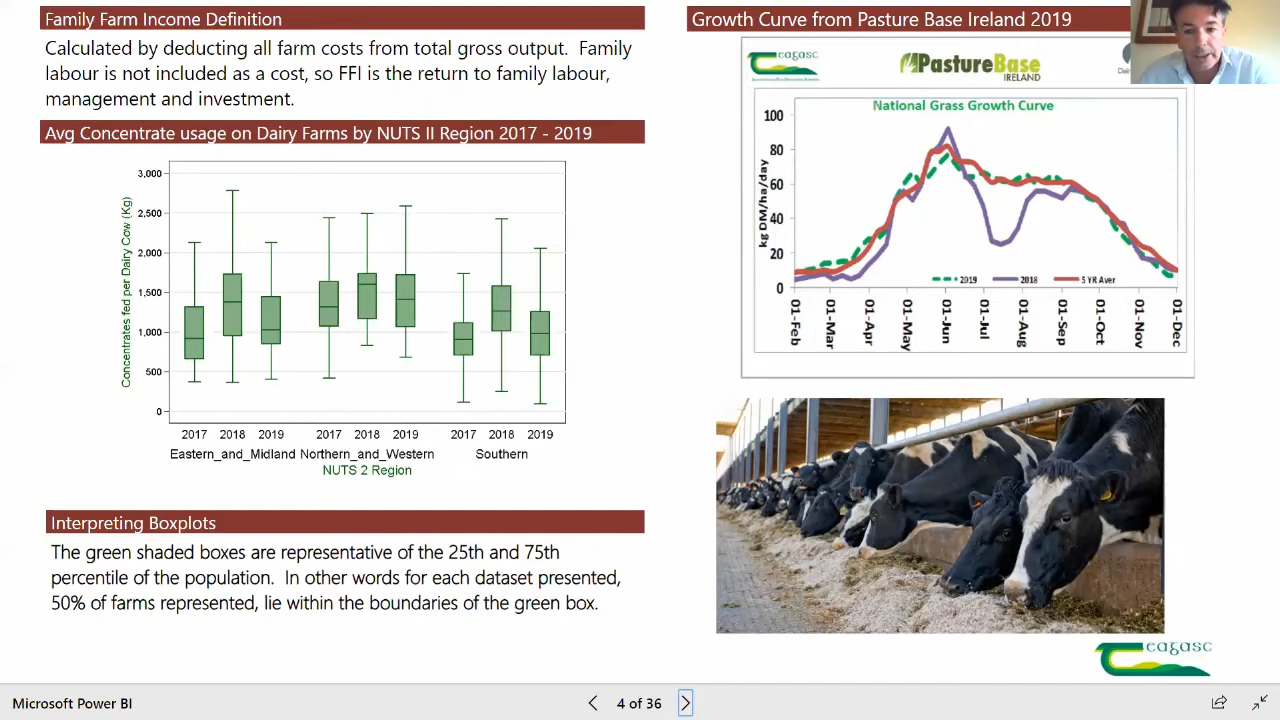 Family Farm Income Definition
Calculated by deducting all farm costs from total gross output. Family
labour is not included as a cost, so FFI is the return to family labour,
management and investment.
Avg Concentrate usage on Dairy Farms by NUTS II Region 2017 - 2019
Concentrates fed per Dairy Cow (Kg)
3,000
2,500
2,000
1,500
1,000
500
0
2017 2018 2019 2017 2018 2019 2017 2018 2019
Eastern_and_Midland Northern_and_Western Southern
NUTS 2 Region
Interpreting Boxplots
The green shaded boxes are representative of the 25th and 75th
percentile of the population. In other words for each dataset presented,
50% of farms represented, lie within the boundaries of the green box.
Growth Curve from Pasture Base Ireland 2019
eagasc
PastureBase
IRELAND
National Grass Growth Curve
kg DM/ha/day
100
80
60
40
20
0
2019 2018 5 YR Aver
01-Feb 01-Mar 01-Apr 01-May 01-Jun 01-Jul 01-Aug 01-Sep 01-Oct 01-Nov 01-Dec
eagasc
Microsoft Power BI
4 of 36